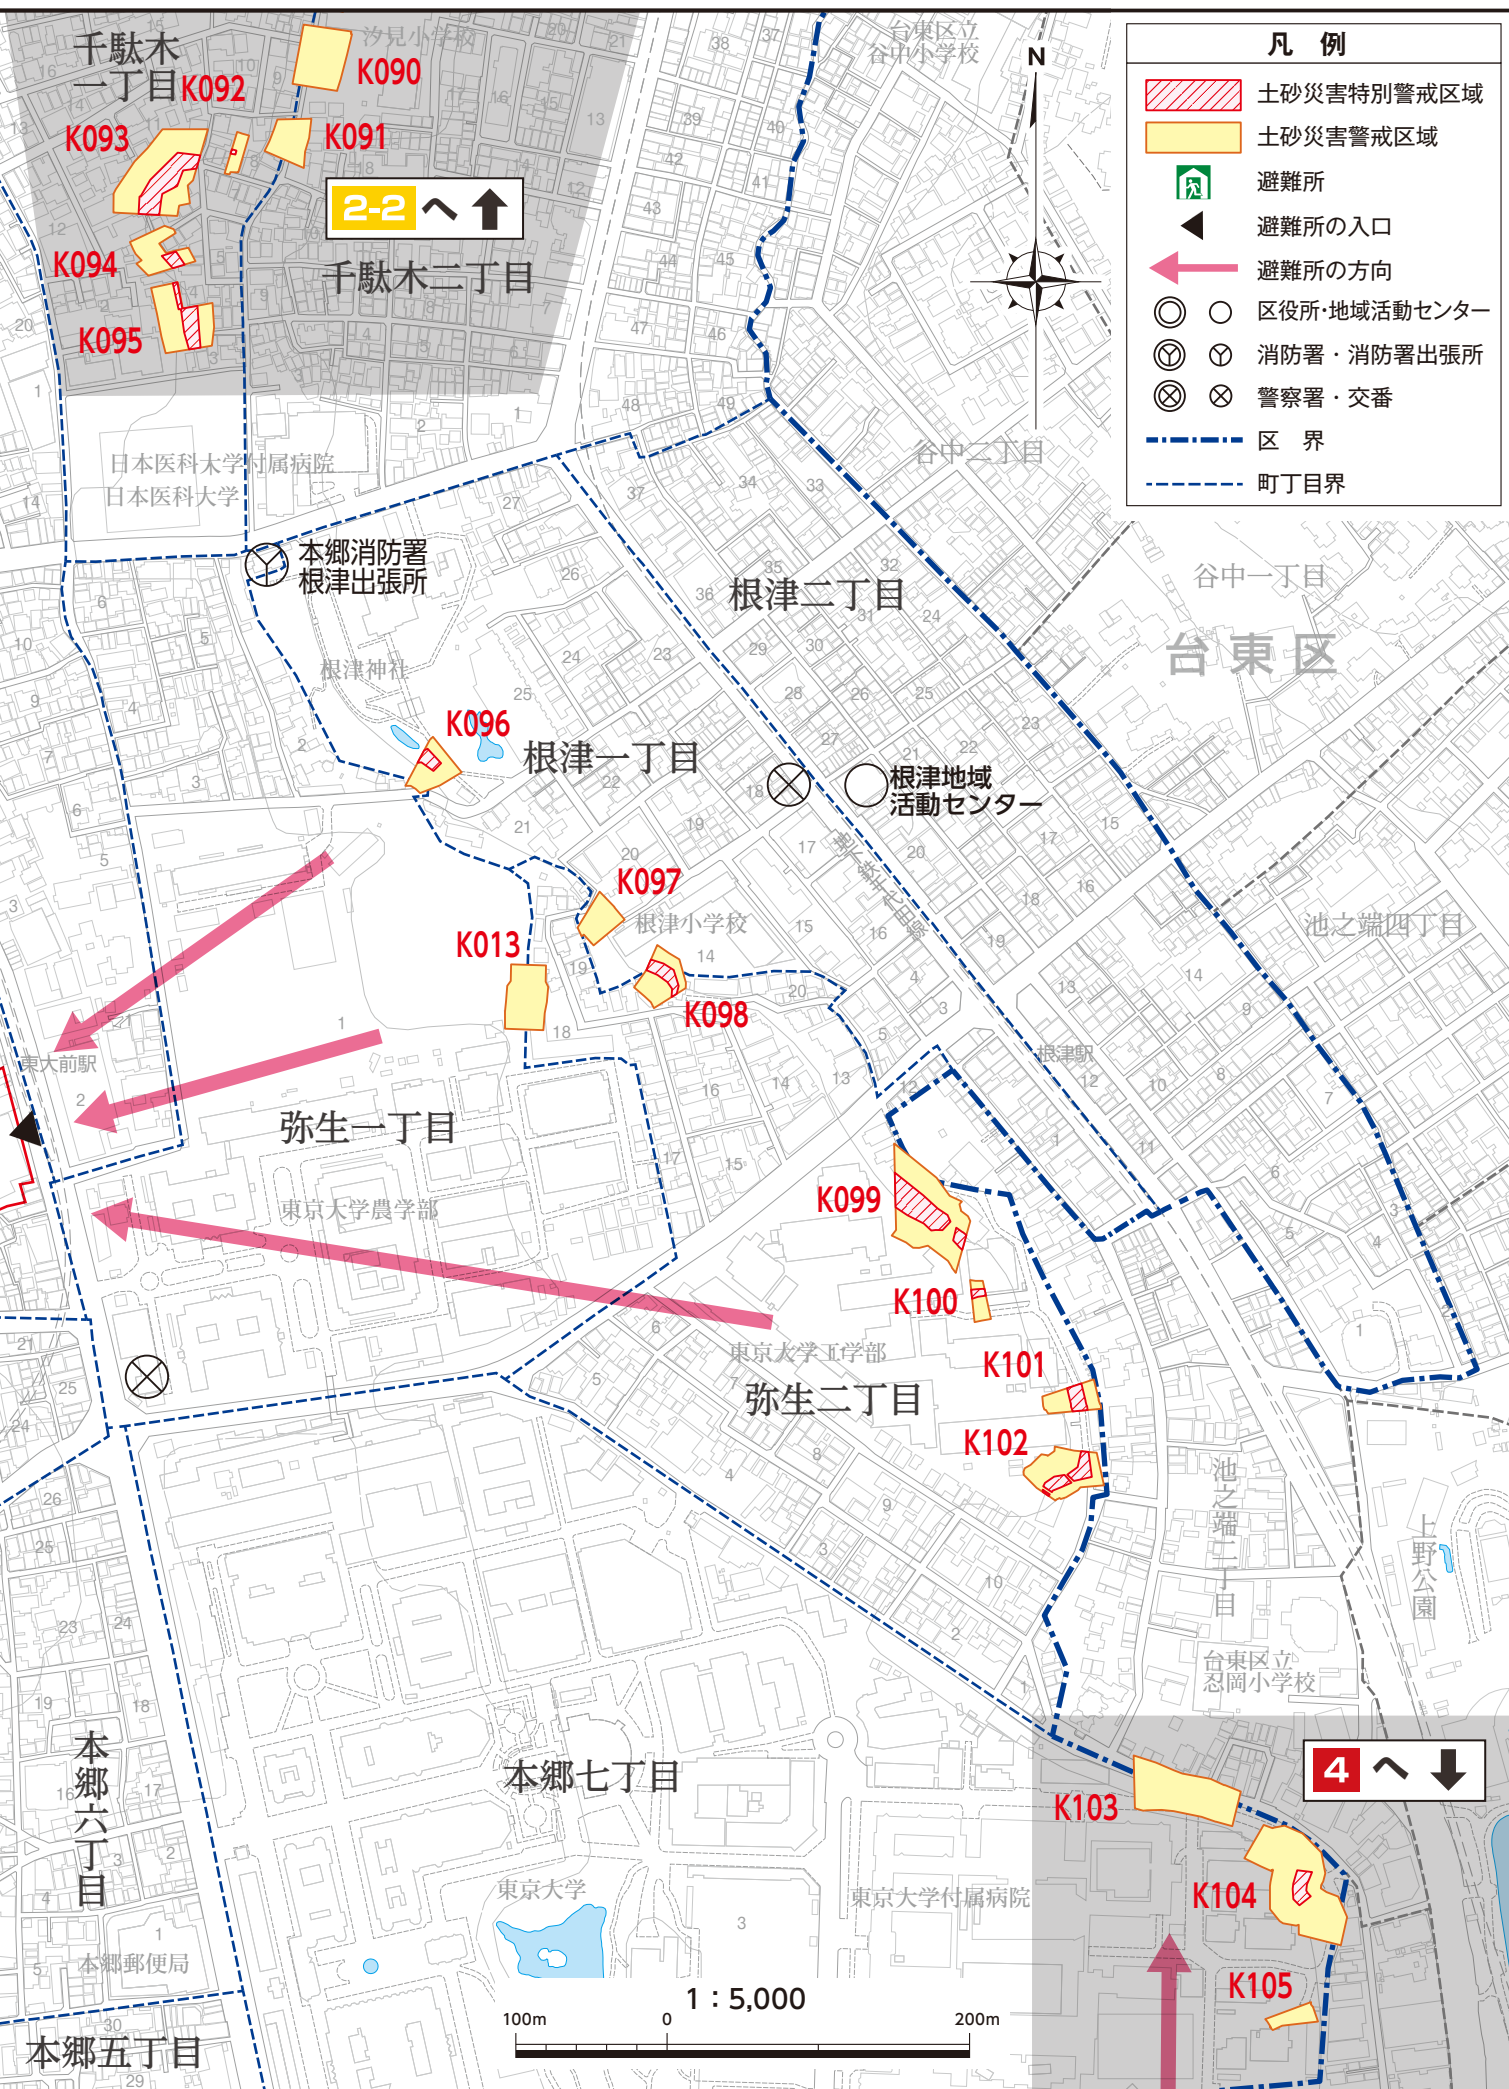 凡 例
土砂災害特別警戒区域
土砂災害警戒区域
避難所
避難所の入口
避難所の方向
区役所・地域活動センター
消防署・消防署出張所
警察署・交番
区 界
町丁目界
N
千駄木
一丁目
汐見小学校
台東区立
谷中小学校
K090
K092
K091
K093
2-2 へ
K094
千駄木二丁目
K095
谷中二丁目
日本医科大学付属病院
日本医科大学
本郷消防署
根津出張所
根津二丁目
谷中一丁目
台東区
根津神社
K096
根津一丁目
根津地域
活動センター
地下鉄千代田線
K097
根津小学校
池之端四丁目
K013
K098
東大前駅
根津駅
弥生一丁目
K099
東京大学農学部
K100
東京大学工学部
K101
弥生二丁目
K102
池之端二丁目
上野公園
台東区立
忍岡小学校
4 へ
本郷六丁目
本郷七丁目
K103
東京大学
東京大学付属病院
K104
本郷郵便局
K105
1:5,000
100m 0 200m
本郷五丁目